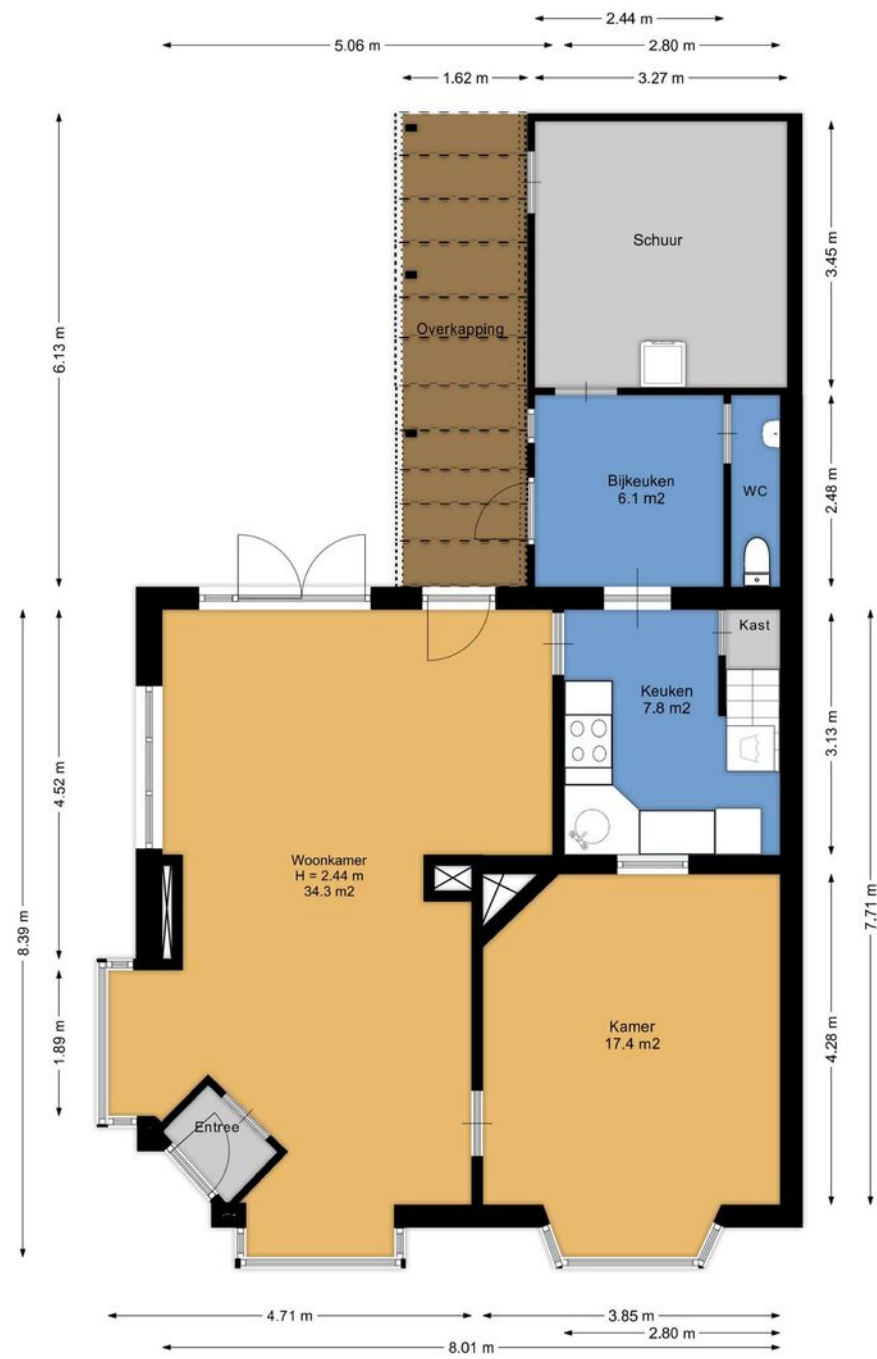 2.44 m
5.06 m
2.80 m
1.62 m
3.27 m
6.13 m
3.45 m
Schuur
Overkapping
Bijkeuken
6.1 m2
WC
2.48 m
Kast
Keuken
7.8 m2
3.13 m
4.52 m
Woonkamer
H = 2.44 m
34.3 m2
8.39 m
7.71 m
1.89 m
Kamer
17.4 m2
4.28 m
Entree
4.71 m
3.85 m
2.80 m
8.01 m